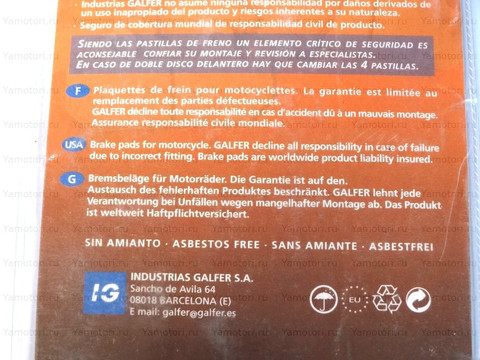 Industrias GALFER no asume ninguna responsabilidad por daños derivados de
un uso inapropiado del producto y riesgos inherentes a su naturaleza.
· Seguro de cobertura mundial de responsabilidad civil de producto.
SIENDO LAS PASTILLAS DE FRENO UN ELEMENTO CRÍTICO DE SEGURIDAD ES
ACONSEJABLE CONFIAR SU MONTAJE Y REVISIÓN A ESPECIALISTAS.
EN CASO DE DOBLE DISCO DELANTERO HAY QUE CAMBIAR LAS 4 PASTILLAS.
F Plaquettes de frein pour motocyclettes. La garantie est limitée au
remplacement des parties défectueuses.
GALFER décline toute responsabilité en cas d'accident dû à un mauvais montage.
Assurance responsabilité civile mondiale.
USA Brake pads for motorcycle. GALFER decline all responsibility in care of failure
due to incorrect fitting. Brake pads are worldwide product liability insured.
G Bremsbeläge für Motorräder. Die Garantie ist auf den.
Austausch des fehlerhaften Produktes beschränkt. GALFER lehnt jede
Verantwortung bei Unfällen wegen mangelhafter Montage ab. Das Produkt
ist weltweit Haftpflichtversichert.
SIN AMIANTO · ASBESTOS FREE · SANS AMIANTE · ASBESTFREI
IG
INDUSTRIAS GALFER S.A.
Sancho de Avila 64
08018 BARCELONA (E)
E mail: galfer@galfer.es
EU
Yamotori.ru